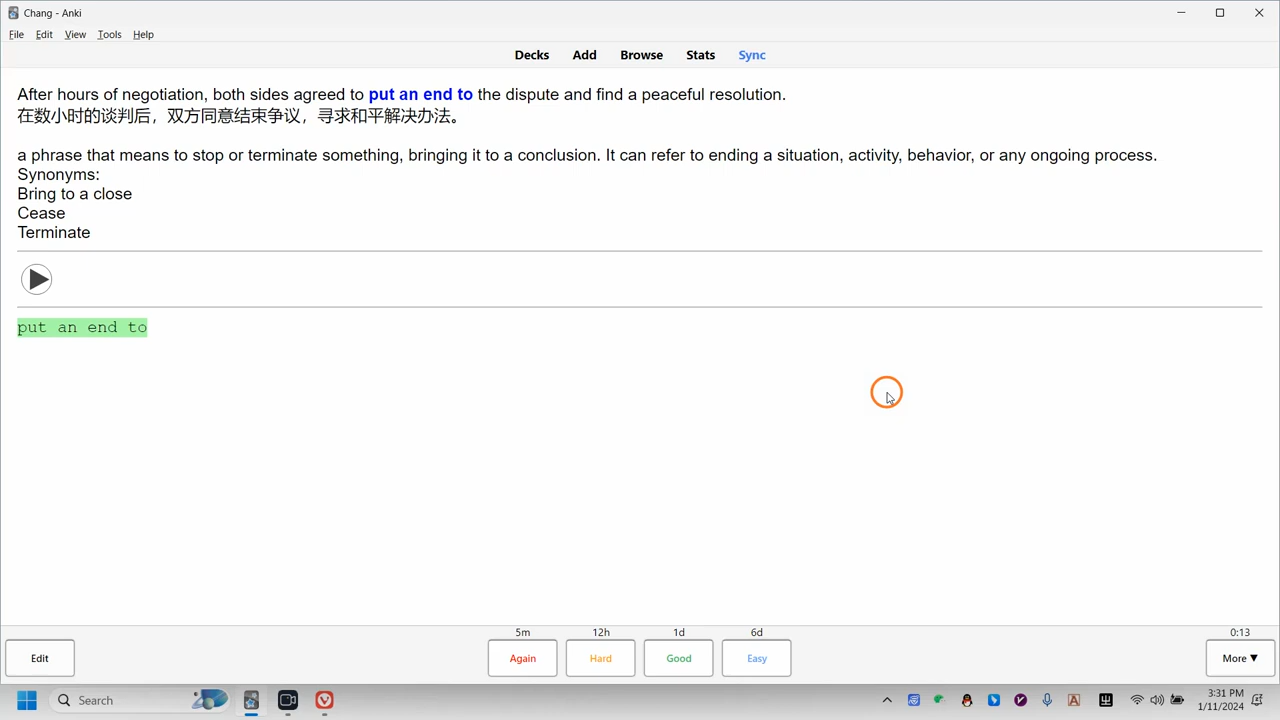 Chang - Anki
File Edit View Tools Help
Decks Add Browse Stats Sync
After hours of negotiation, both sides agreed to put an end to the dispute and find a peaceful resolution.
在数小时的谈判后，双方同意结束争议，寻求和平解决办法。
a phrase that means to stop or terminate something, bringing it to a conclusion. It can refer to ending a situation, activity, behavior, or any ongoing process.
Synonyms:
Bring to a close
Cease
Terminate
put an end to
5m 12h 1d 6d 0:13
Edit Again Hard Good Easy More ▼
Search
3:31 PM
1/11/2024